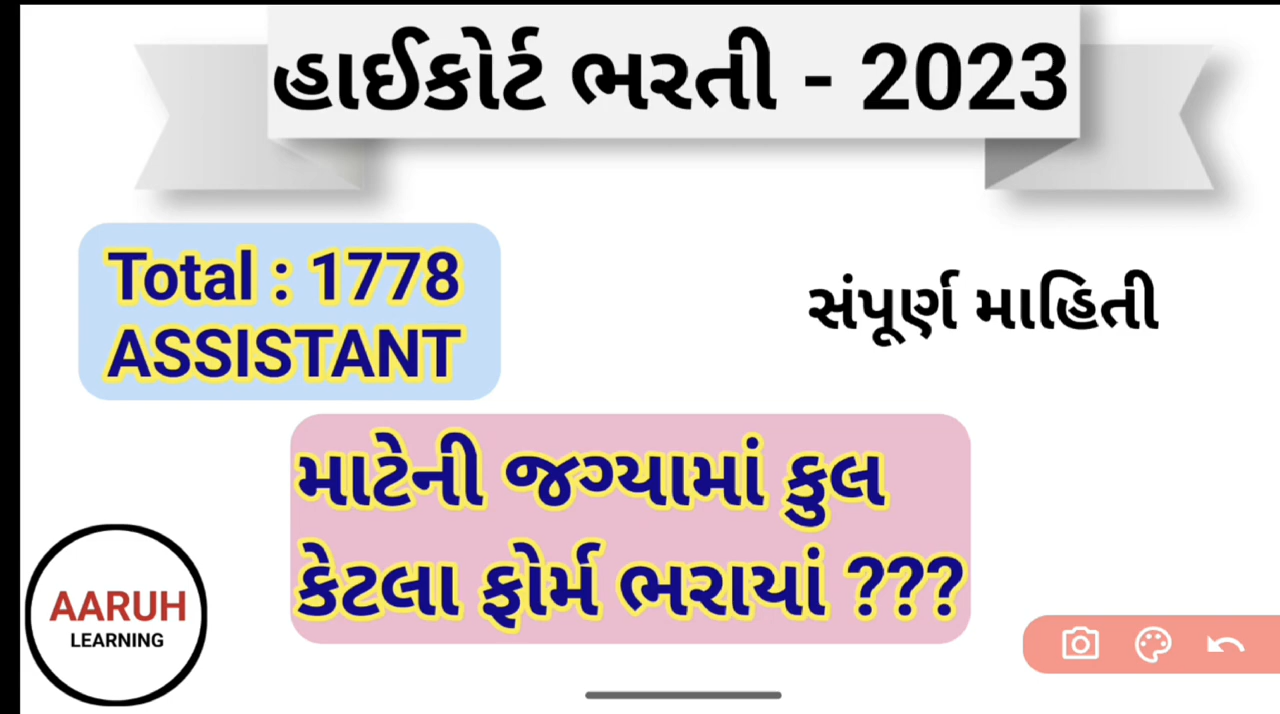 હાઈકોર્ટ ભરતી - 2023
Total : 1778
ASSISTANT
સંપૂર્ણ માહિતી
માટેની જગ્યામાં કુલ
કેટલા ફોર્મ ભરાયાં ???
AARUH
LEARNING